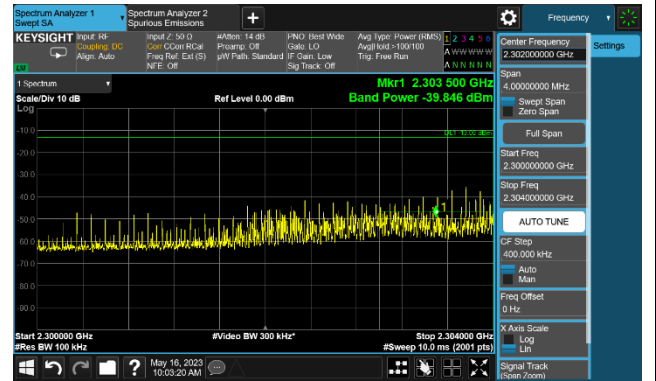 Spectrum Analyzer 1
Swept SA
Spectrum Analyzer 2
Spurious Emissions
Frequency
KEYSIGHT
Input: RF
Coupling: DC
Align: Auto
Input Z: 50 Ω
Corr CCorr RCal
Freq Ref: Ext (S)
NFE: Off
#Atten: 14 dB
Preamp: Off
µW Path: Standard
PNO: Best Wide
Gate: LO
IF Gain: Low
Sig Track: Off
Avg Type: Power (RMS)
Avg|Hold:>100/100
Trig: Free Run
1 2 3 4 5 6
A W W W W W
A N N N N N
LXI
1 Spectrum
Scale/Div 10 dB
Log
Ref Level 0.00 dBm
Mkr1 2.303 500 GHz
Band Power -39.846 dBm
DL1 -13.00 dBm
-10.0
-20.0
-30.0
-40.0
-50.0
-60.0
-70.0
-80.0
-90.0
1
Start 2.300000 GHz
#Res BW 100 kHz
#Video BW 300 kHz*
Stop 2.304000 GHz
#Sweep 10.0 ms (2001 pts)
May 16, 2023
10:03:20 AM
Center Frequency
2.302000000 GHz
Settings
Span
4.00000000 MHz
Swept Span
Zero Span
Full Span
Start Freq
2.300000000 GHz
Stop Freq
2.304000000 GHz
AUTO TUNE
CF Step
400.000 kHz
Auto
Man
Freq Offset
0 Hz
X Axis Scale
Log
Lin
Signal Track
(Span Zoom)